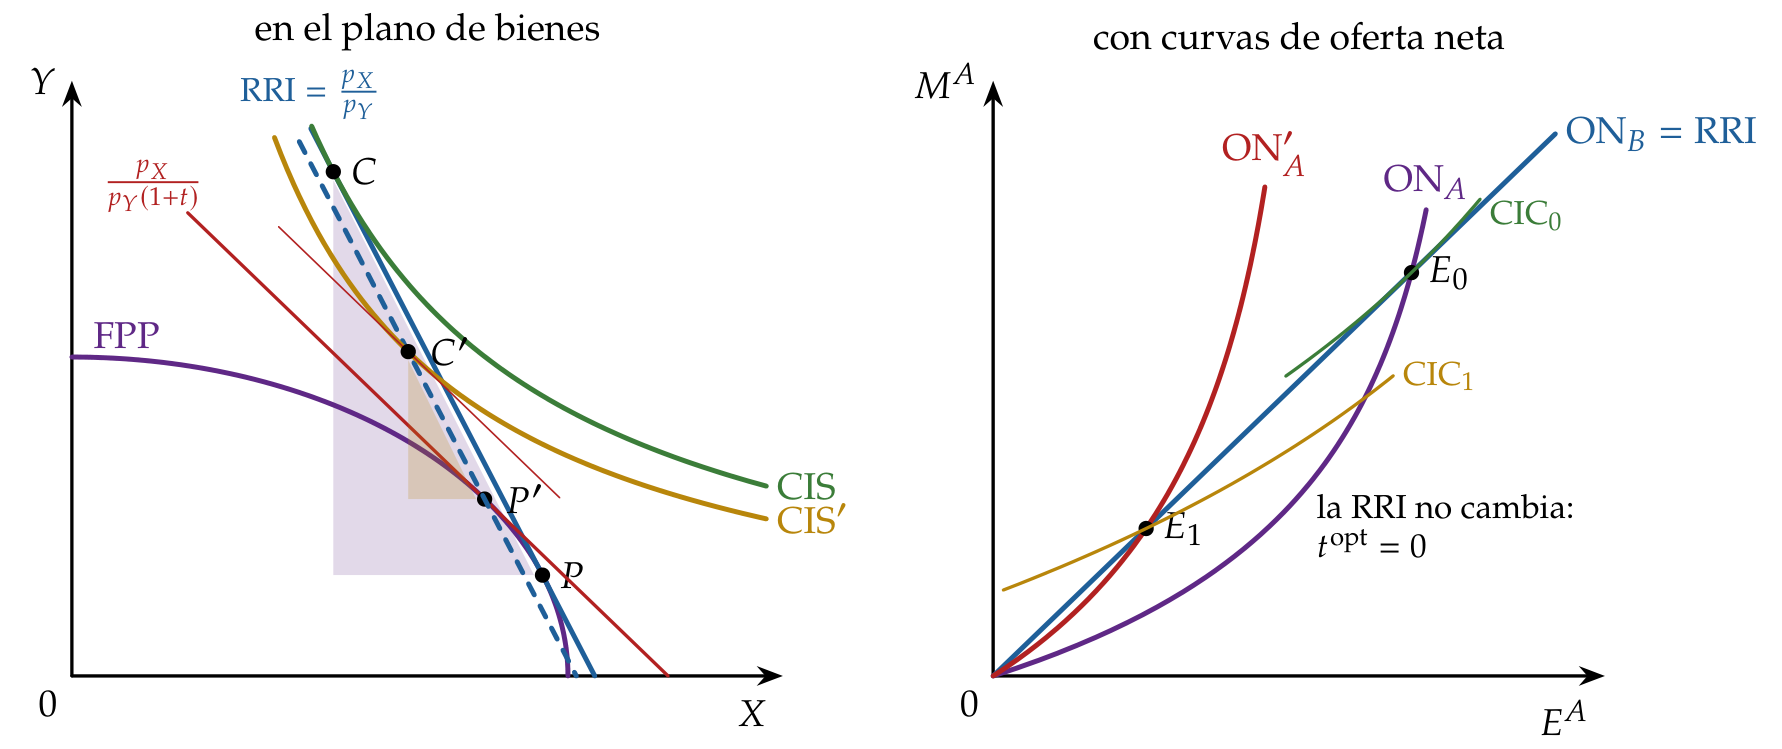 en el plano de bienes
Y
RRI = p_X/p_Y
p_X/p_Y(1+t)
C
FPP
C′
P′
P
CIS
CIS′
0
X
con curvas de oferta neta
M^A
ON′_A
ON_B = RRI
ON_A
CIC_0
E_0
CIC_1
E_1
la RRI no cambia:
t^opt = 0
0
E^A